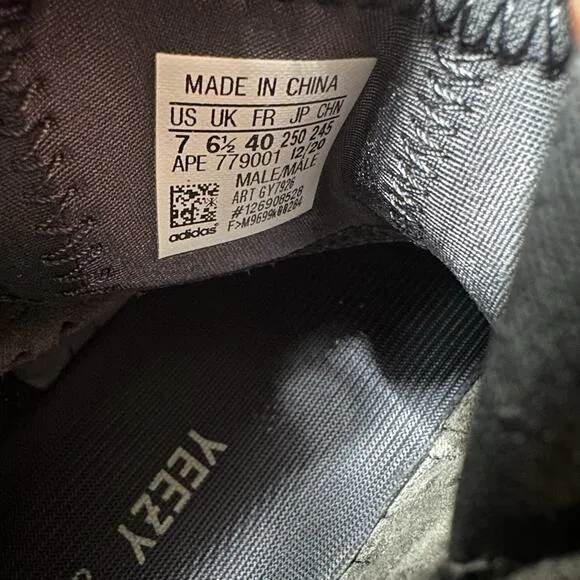 MADE IN CHINA
US UK FR JP CHN
7 6½ 40 250 245
APE 779001 12/20
MALE/MALE
ART GY7926
#126908528
F>M9699k00284
adidas
YEEZY